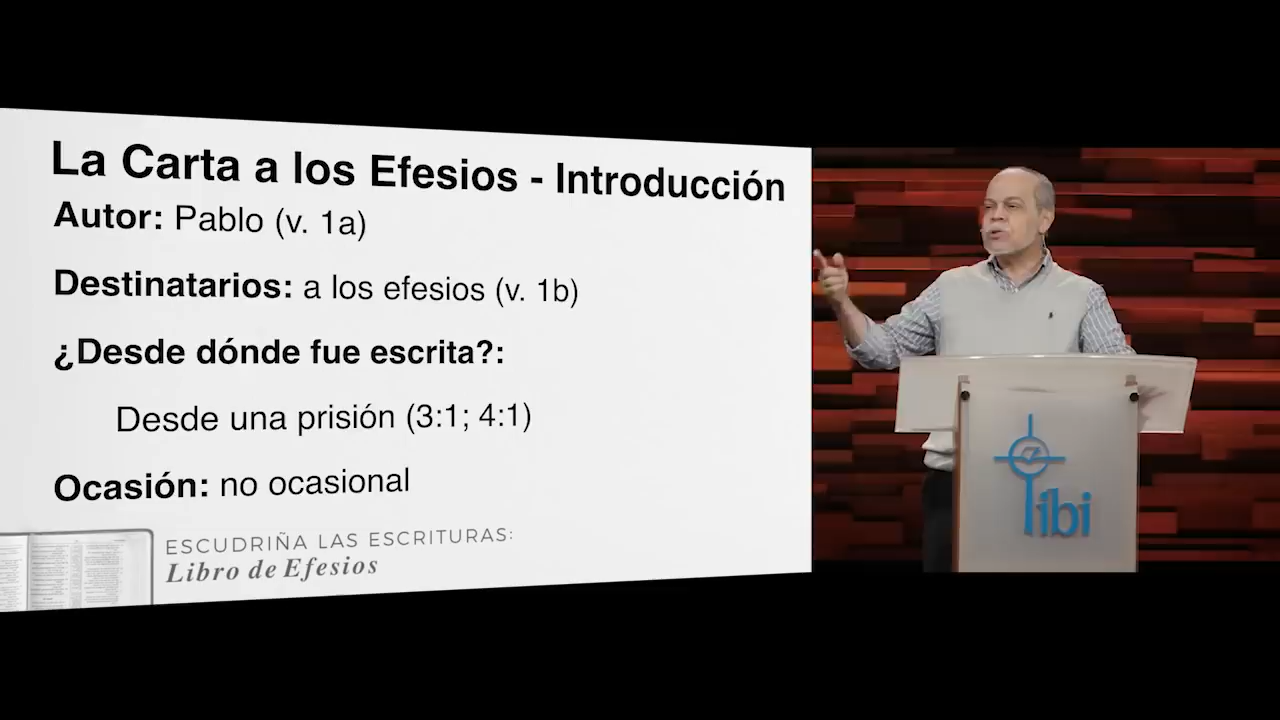 La Carta a los Efesios - Introducción
Autor: Pablo (v. 1a)
Destinatarios: a los efesios (v. 1b)
¿Desde dónde fue escrita?:
Desde una prisión (3:1; 4:1)
Ocasión: no ocasional
ESCUDRIÑA LAS ESCRITURAS:
Libro de Efesios
ibi